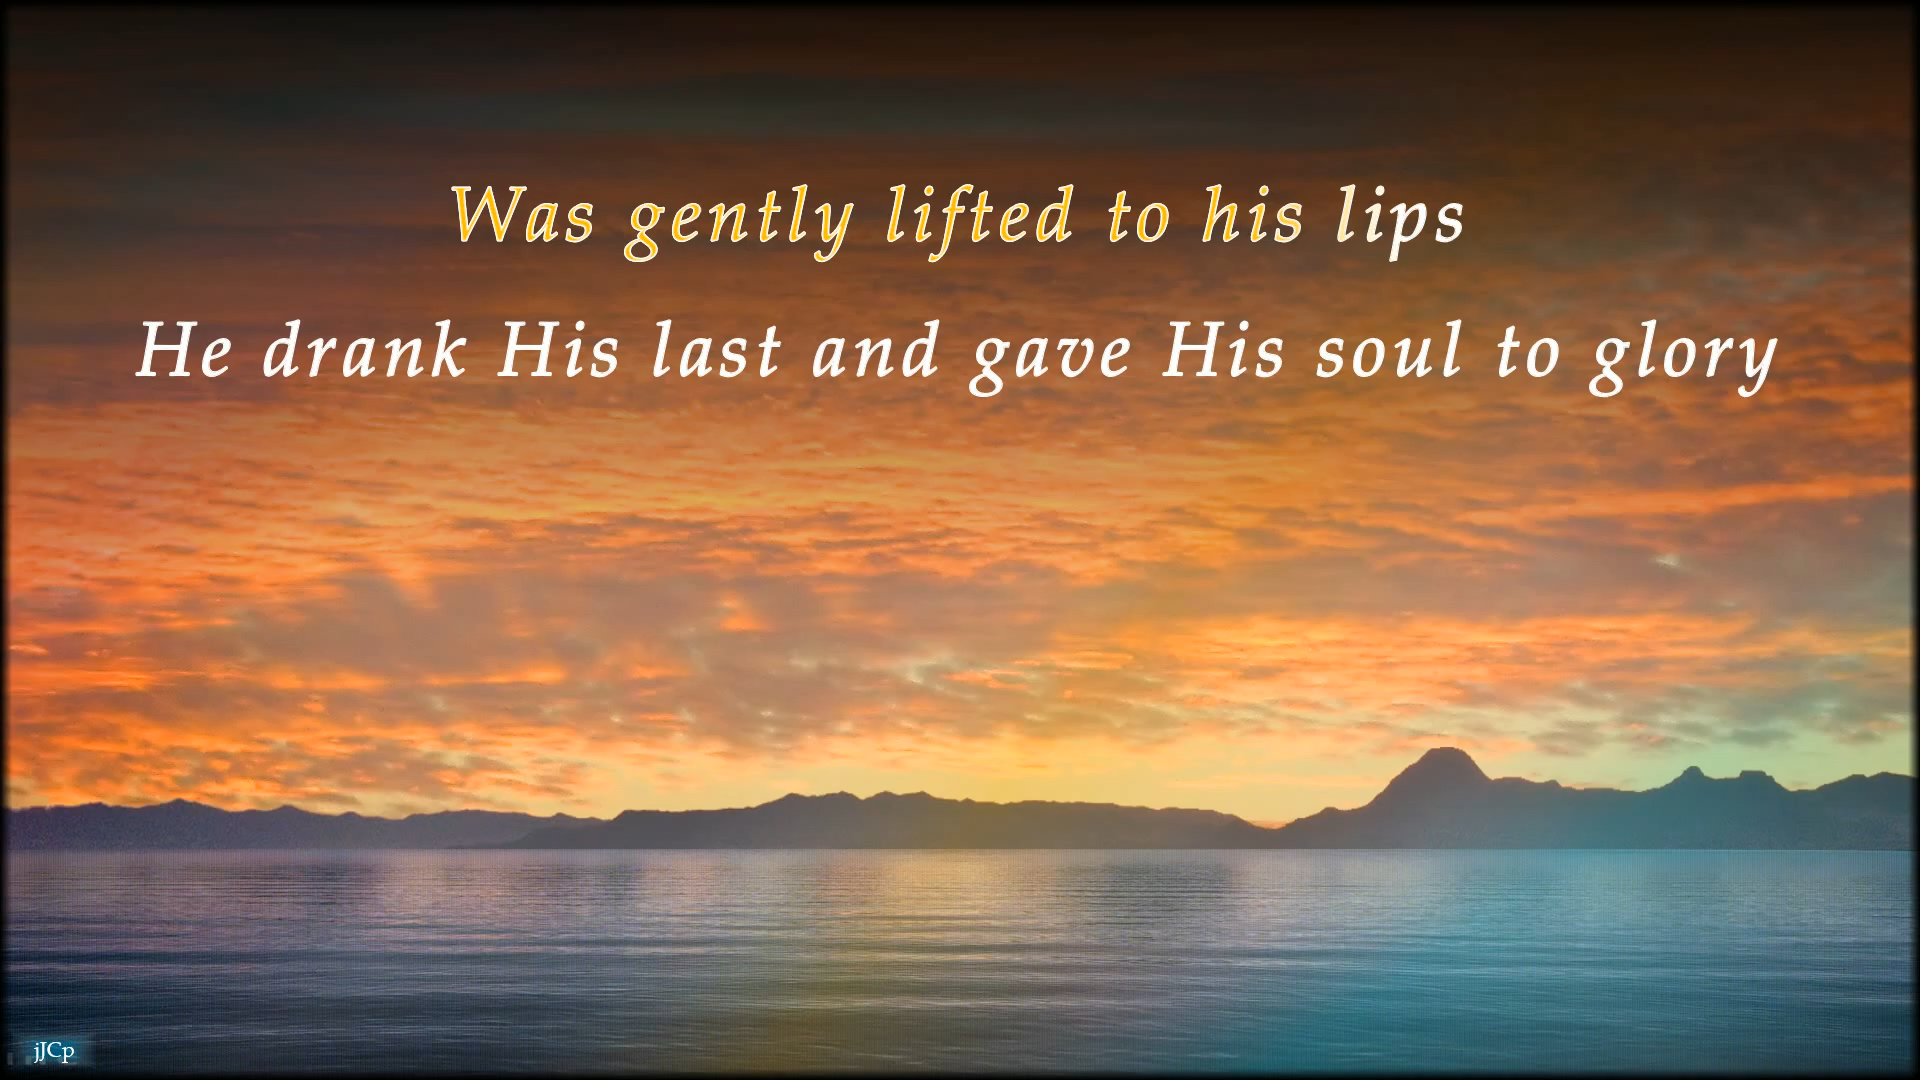 Was gently lifted to his lips
He drank His last and gave His soul to glory
jJCp